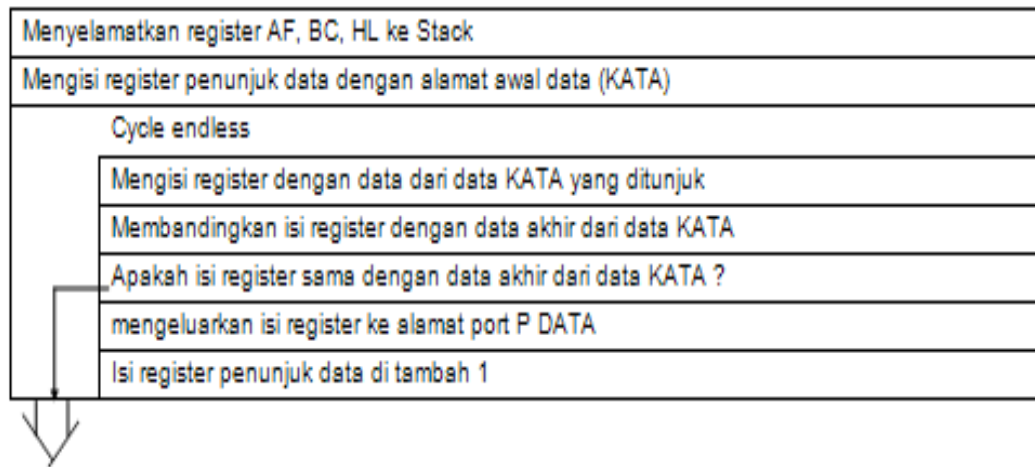 Menyelamatkan register AF, BC, HL ke Stack
Mengisi register penunjuk data dengan alamat awal data (KATA)
Cycle endless
Mengisi register dengan data dari data KATA yang ditunjuk
Membandingkan isi register dengan data akhir dari data KATA
Apakah isi register sama dengan data akhir dari data KATA ?
mengeluarkan isi register ke alamat port P DATA
Isi register penunjuk data di tambah 1